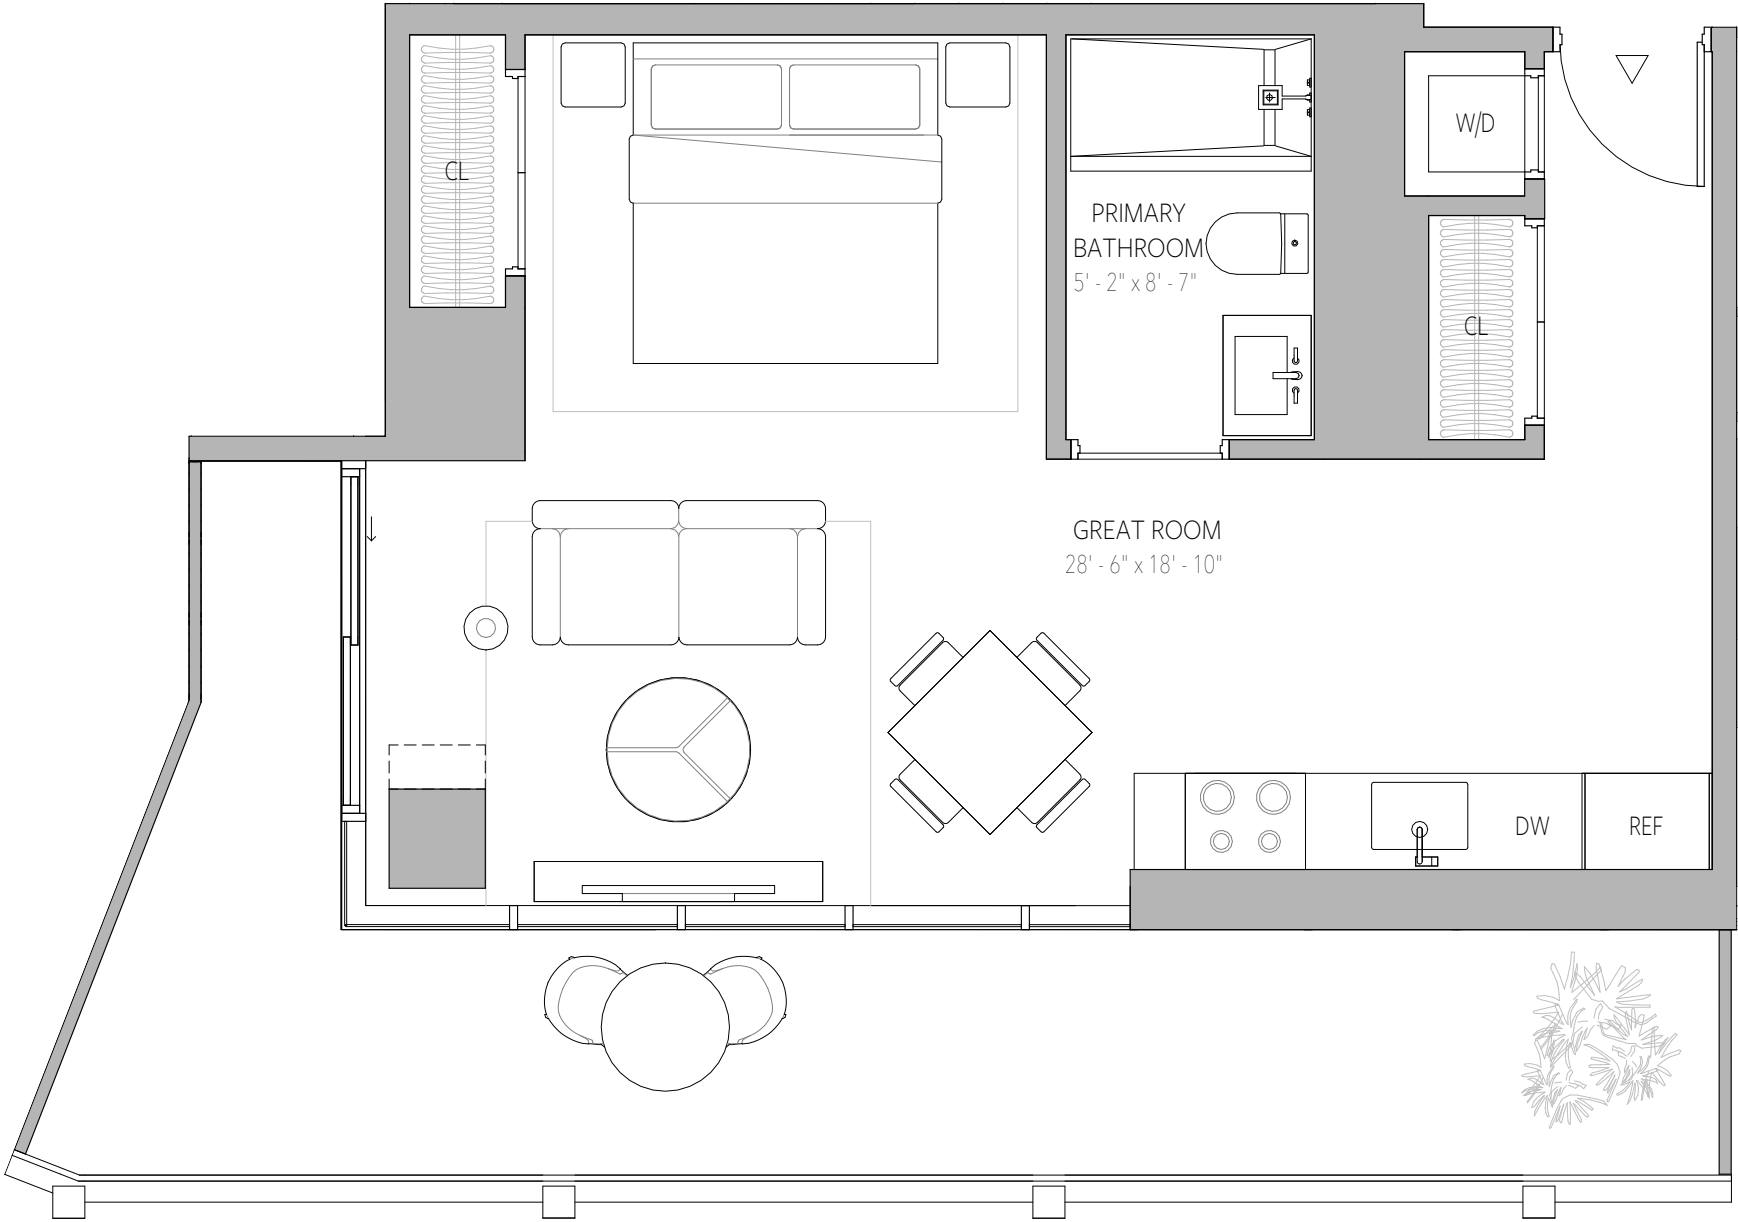 W/D
CL
PRIMARY
BATHROOM
5' - 2" x 8' - 7"
CL
GREAT ROOM
28' - 6" x 18' - 10"
DW
REF